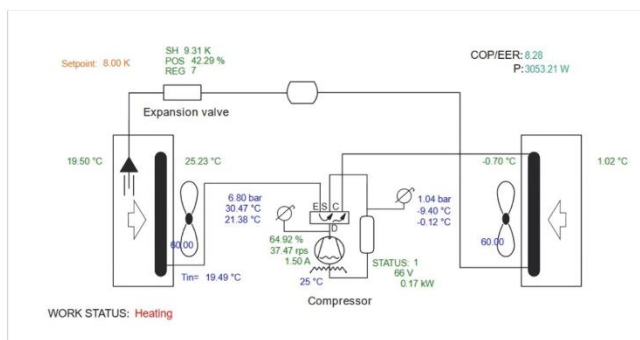 SH 9.31 K
POS 42.29 %
REG 7
Setpoint: 8.00 K
COP/EER: 8.28
P: 3053.21 W
Expansion valve
19.50 °C
25.23 °C
-0.70 °C
1.02 °C
6.80 bar
30.47 °C
21.38 °C
E S C
D
1.04 bar
-9.40 °C
-0.12 °C
60.00
60.00
64.92 %
37.47 rps
1.50 A
STATUS: 1
66 V
0.17 kW
Tin= 19.49 °C
25 °C
Compressor
WORK STATUS: Heating